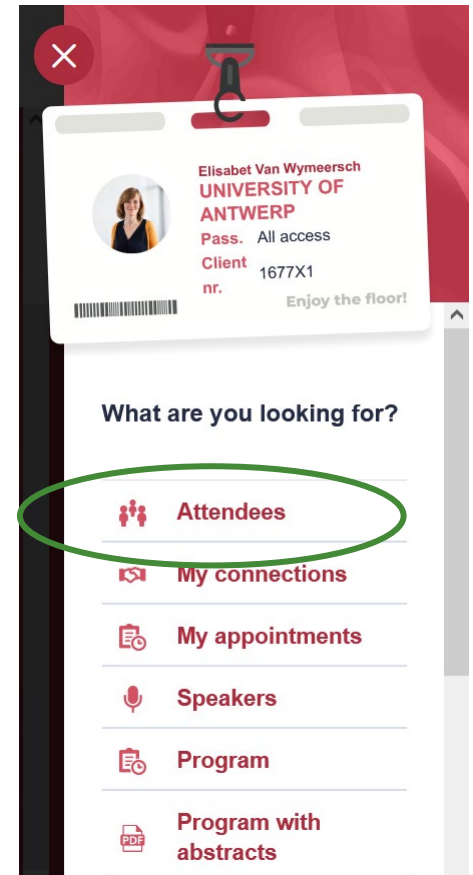 Elisabet Van Wymeersch
UNIVERSITY OF
ANTWERP
Pass. All access
Client
nr. 1677X1
Enjoy the floor!
What are you looking for?
Attendees
My connections
My appointments
Speakers
Program
PDF
Program with
abstracts